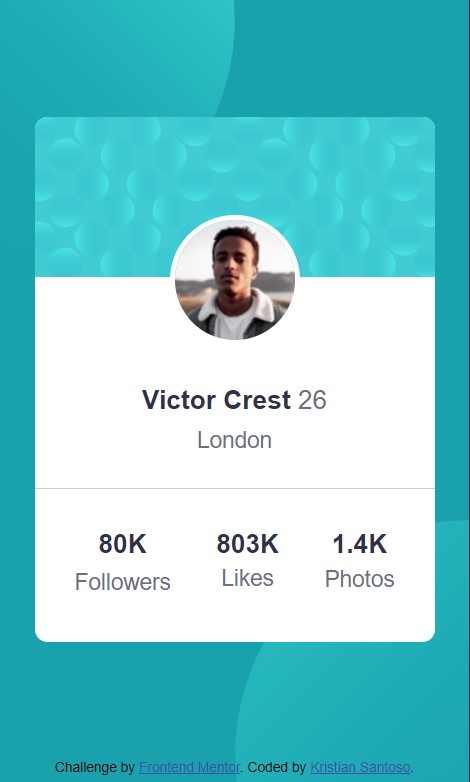 Victor Crest 26
London
80K 803K 1.4K
Followers Likes Photos
Challenge by Frontend Mentor. Coded by Kristian Santoso.